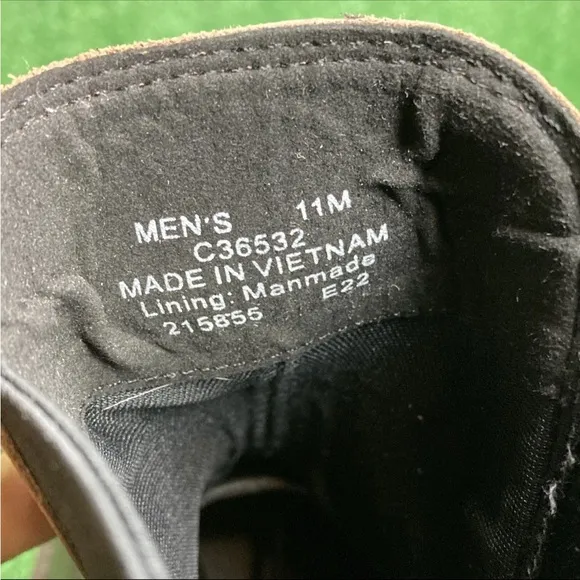 MEN'S 11M
C36532
MADE IN VIETNAM
Lining: Manmade
215855 E22